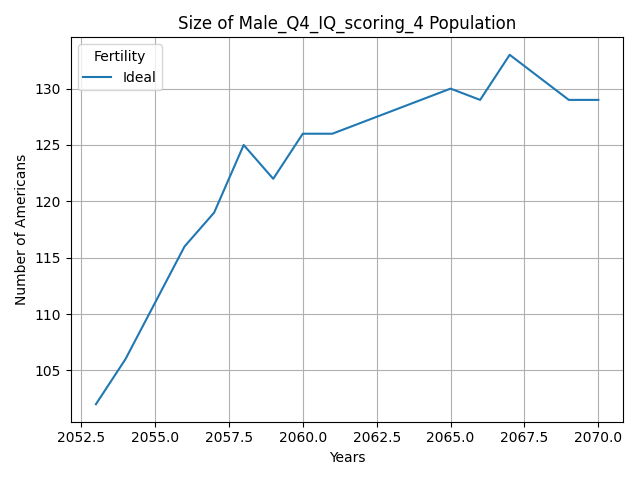 Size of Male_Q4_IQ_scoring_4 Population
Fertility
Ideal
Number of Americans
130
125
120
115
110
105
2052.5 2055.0 2057.5 2060.0 2062.5 2065.0 2067.5 2070.0
Years